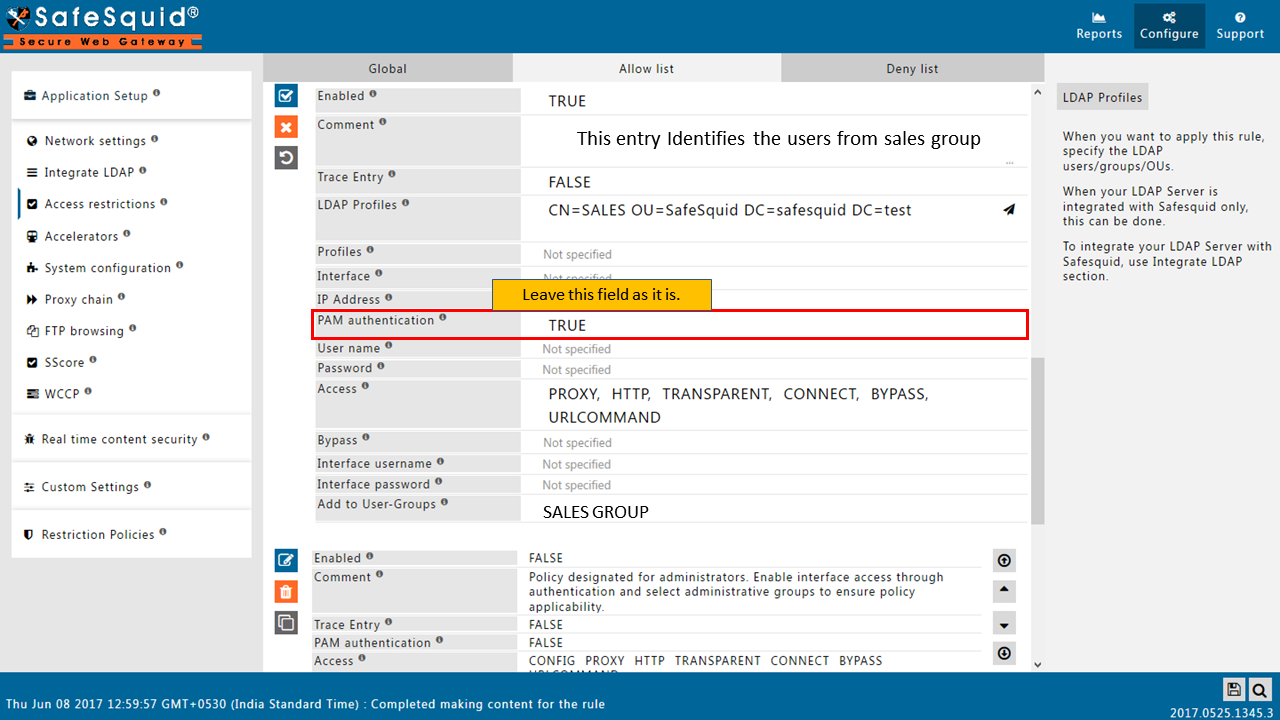 SafeSquid®
Secure Web Gateway
Reports
Configure
Support
Application Setup
Network settings
Integrate LDAP
Access restrictions
Accelerators
System configuration
Proxy chain
FTP browsing
SScore
WCCP
Real time content security
Custom Settings
Restriction Policies
Global
Allow list
Deny list
Enabled
TRUE
Comment
This entry Identifies the users from sales group
...
Trace Entry
FALSE
LDAP Profiles
CN=SALES OU=SafeSquid DC=safesquid DC=test
Profiles
Not specified
Interface
Not specified
IP Address
Leave this field as it is.
PAM authentication
TRUE
User name
Not specified
Password
Not specified
Access
PROXY, HTTP, TRANSPARENT, CONNECT, BYPASS,
URLCOMMAND
Bypass
Not specified
Interface username
Not specified
Interface password
Not specified
Add to User-Groups
SALES GROUP
Enabled
FALSE
Comment
Policy designated for administrators. Enable interface access through
authentication and select administrative groups to ensure policy
applicability.
Trace Entry
FALSE
PAM authentication
FALSE
Access
CONFIG PROXY HTTP TRANSPARENT CONNECT BYPASS
LDAP Profiles
When you want to apply this rule,
specify the LDAP
users/groups/OUs.
When your LDAP Server is
integrated with Safesquid only,
this can be done.
To integrate your LDAP Server with
Safesquid, use Integrate LDAP
section.
Thu Jun 08 2017 12:59:57 GMT+0530 (India Standard Time) : Completed making content for the rule
2017.0525.1345.3